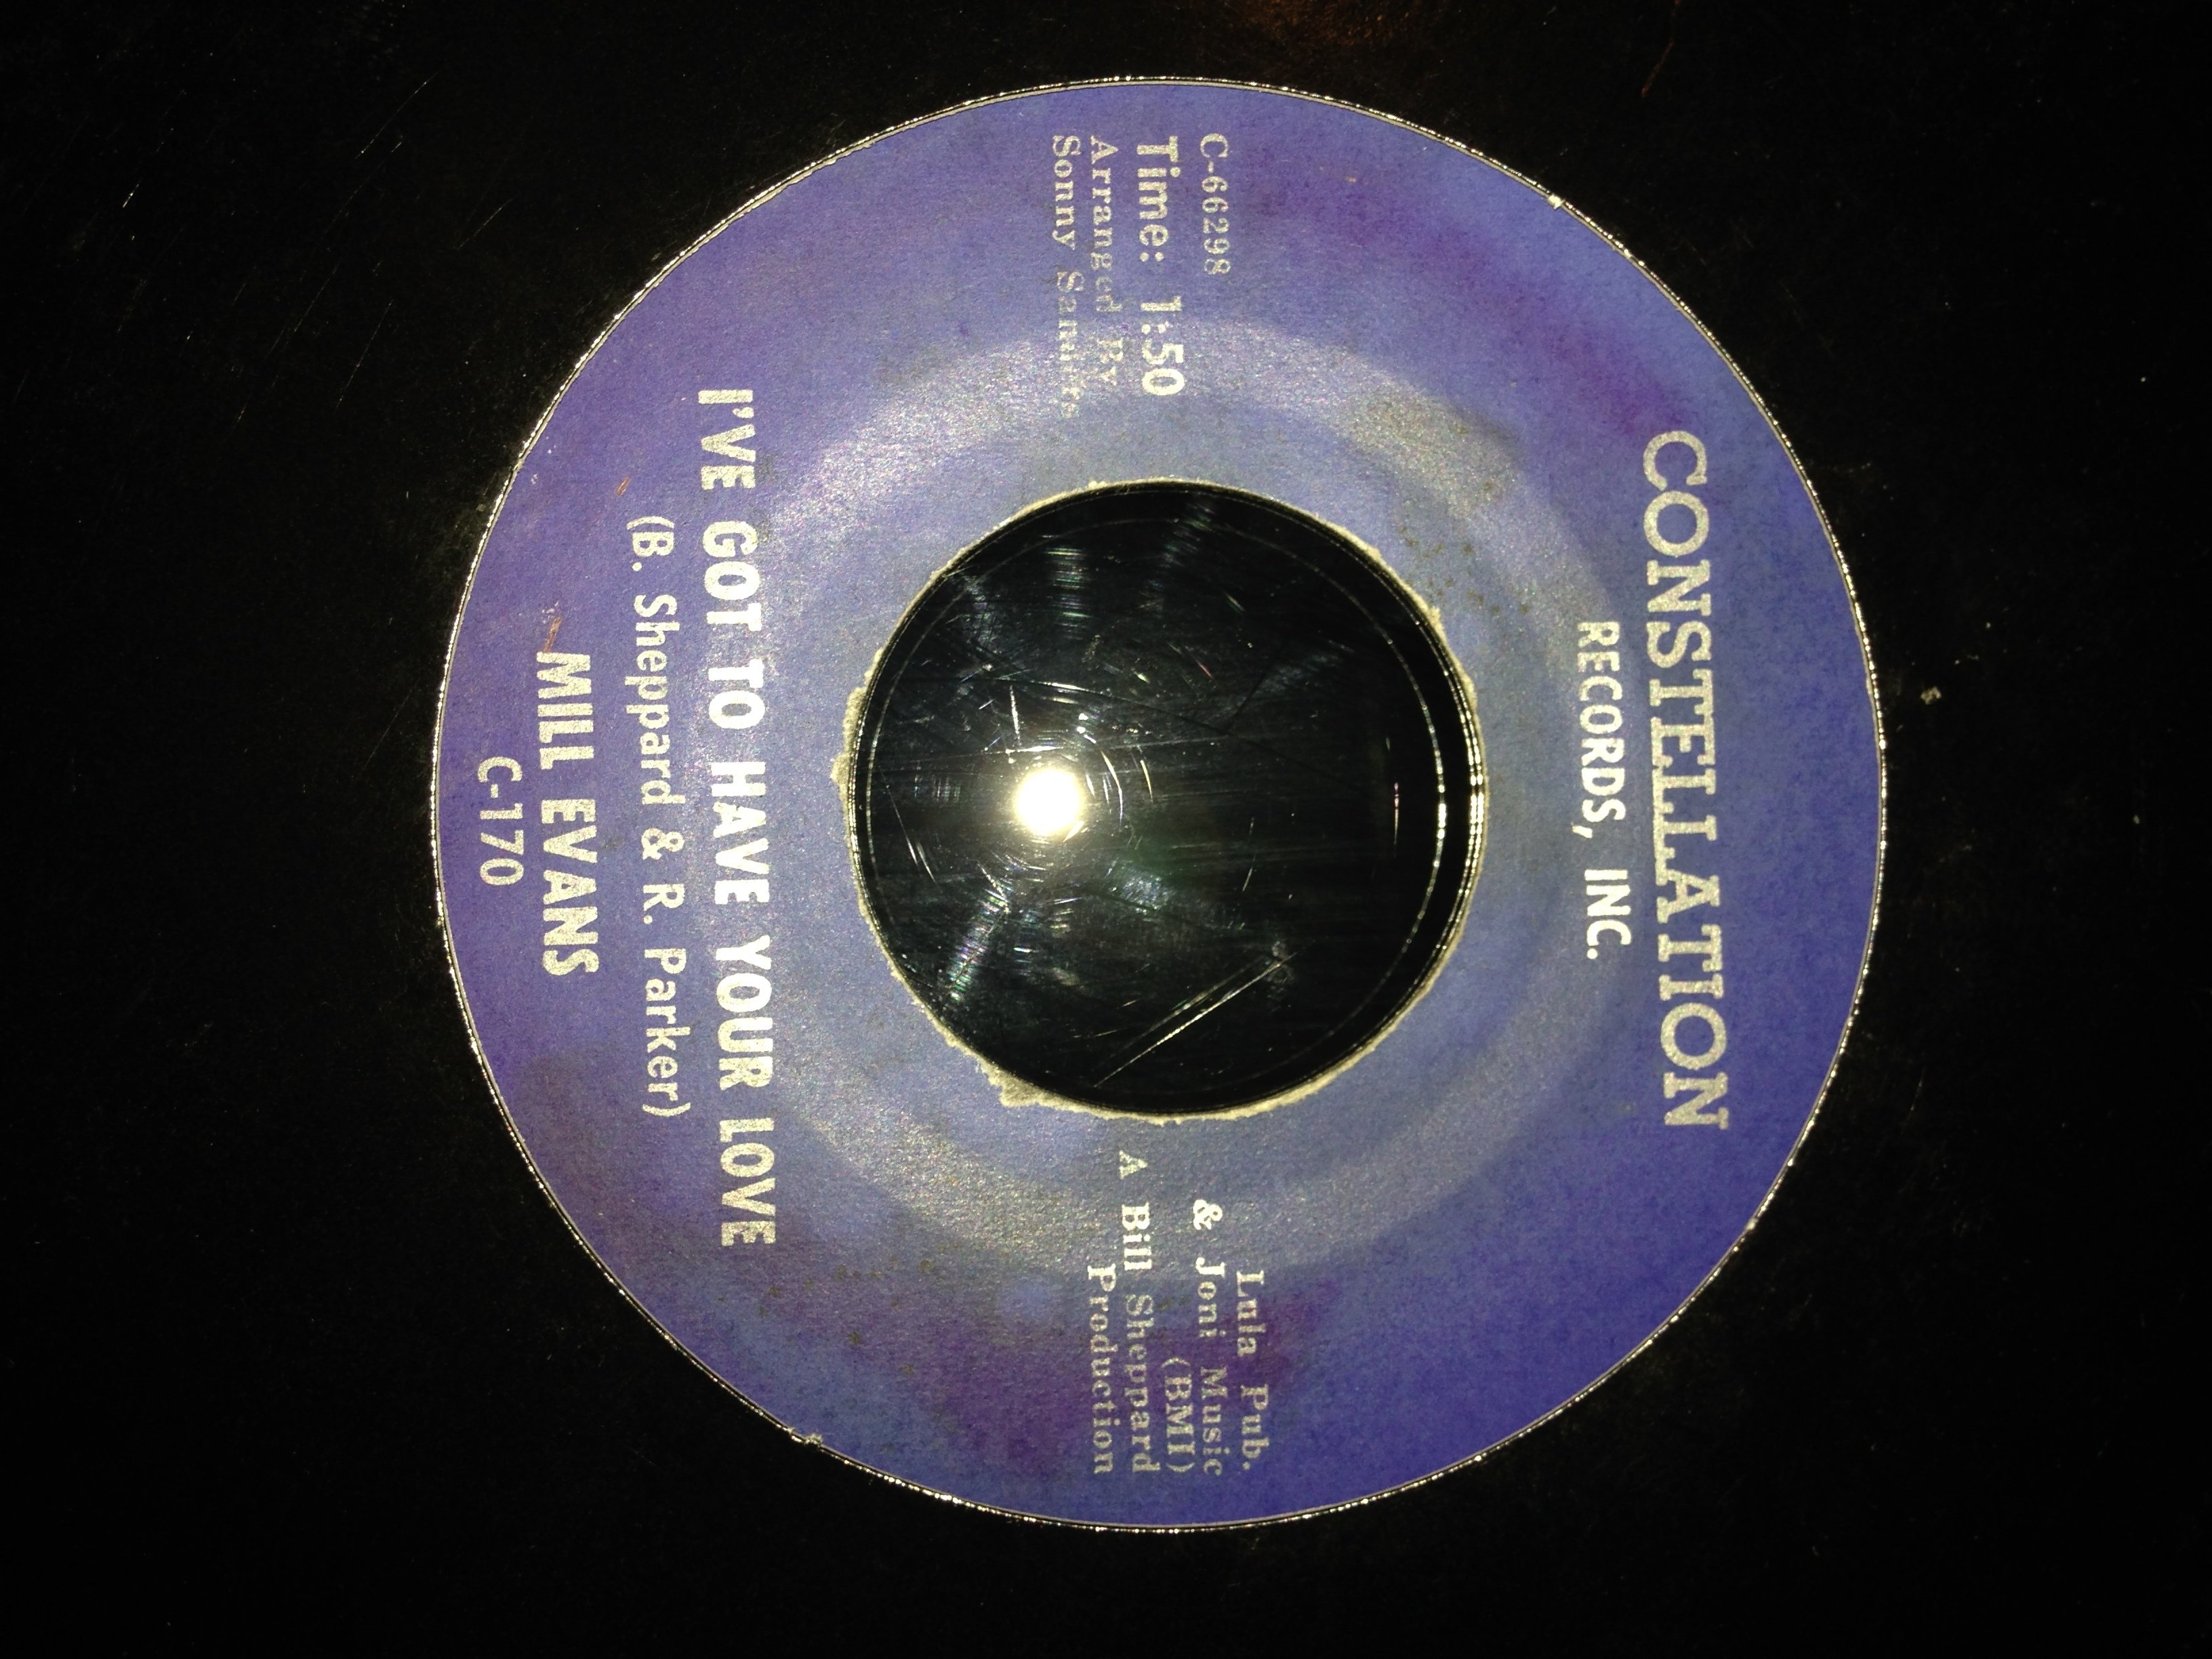 CONSTELLATION
RECORDS, INC.
C-66298
Time: 1:50
Arranged By
Sonny Sanders
Lula Pub.
& Joni Music
(BMI)
A Bill Sheppard
Production
I'VE GOT TO HAVE YOUR LOVE
(B. Sheppard & R. Parker)
MILL EVANS
C-170